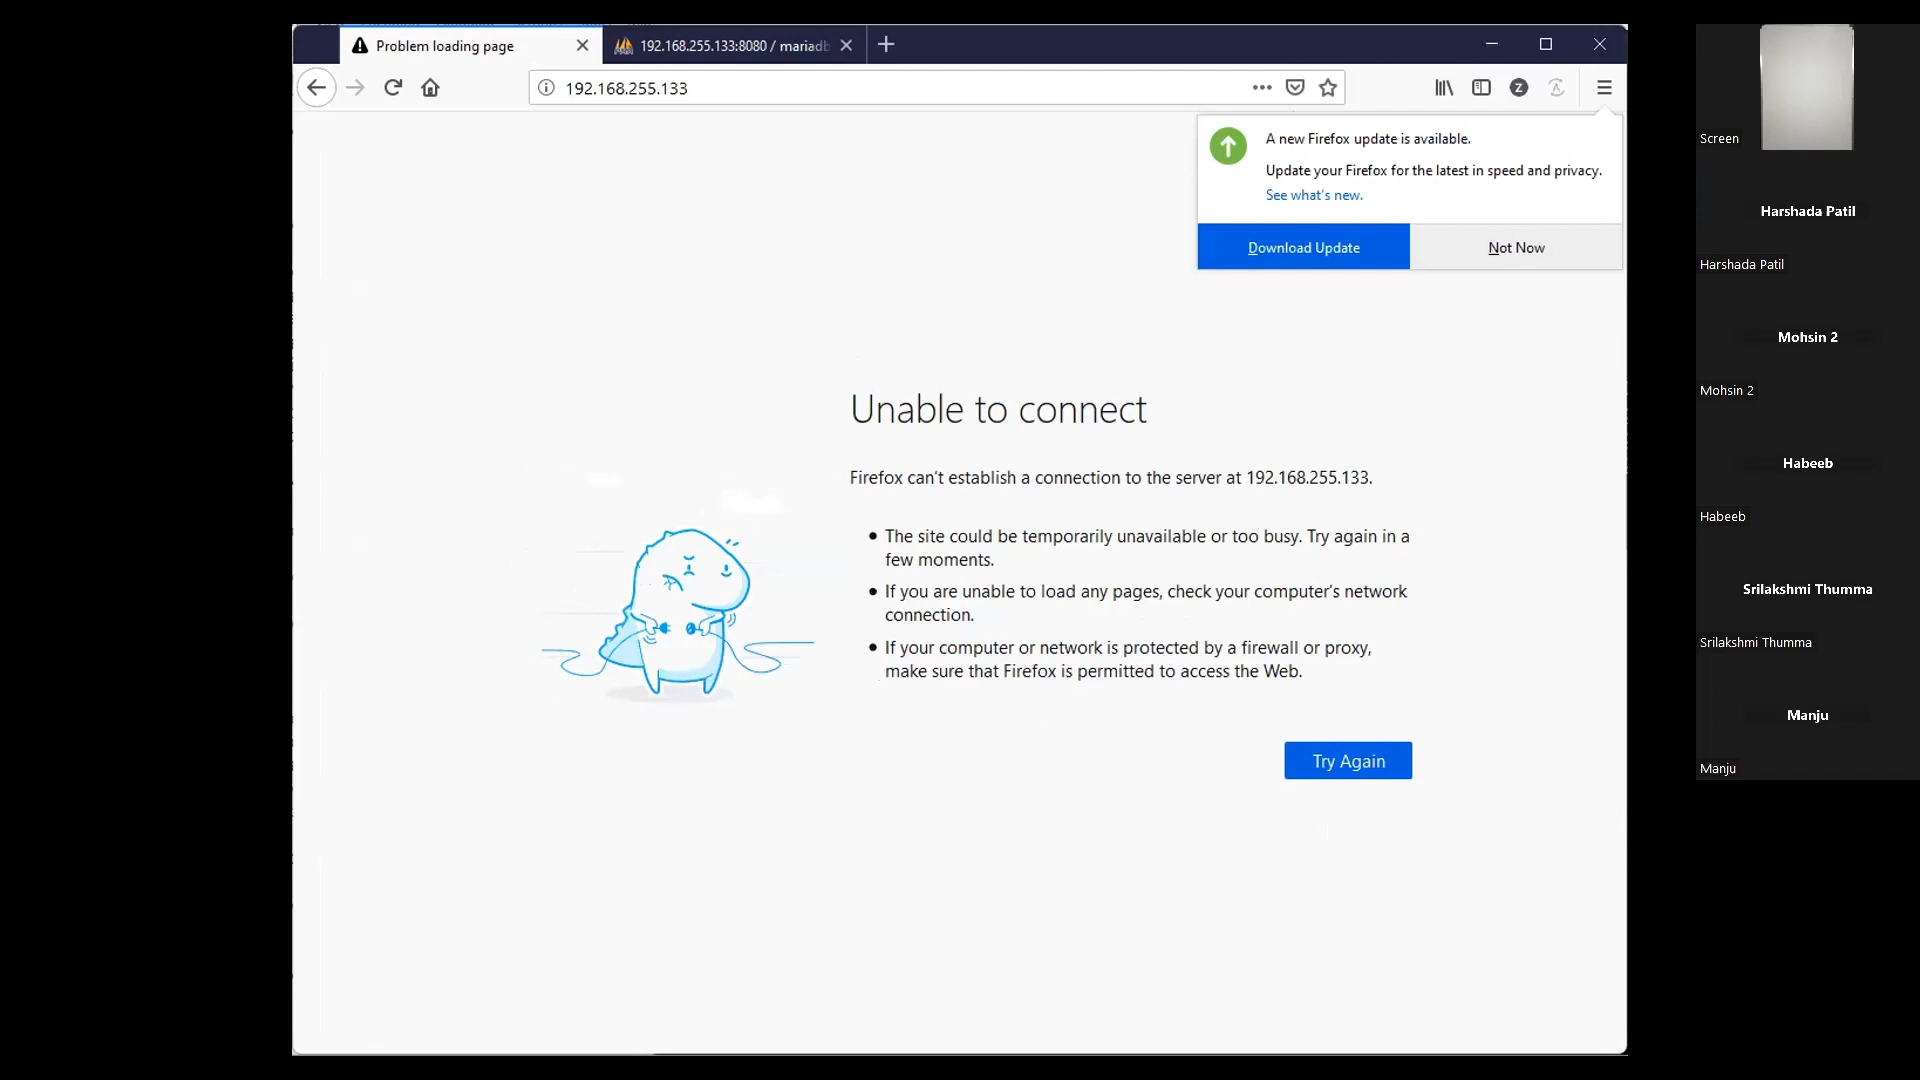 Problem loading page
192.168.255.133:8080 / mariadb
192.168.255.133
A new Firefox update is available.
Update your Firefox for the latest in speed and privacy.
See what's new.
Download Update
Not Now
Unable to connect
Firefox can't establish a connection to the server at 192.168.255.133.
The site could be temporarily unavailable or too busy. Try again in a
few moments.
If you are unable to load any pages, check your computer's network
connection.
If your computer or network is protected by a firewall or proxy,
make sure that Firefox is permitted to access the Web.
Try Again
Screen
Harshada Patil
Harshada Patil
Mohsin 2
Mohsin 2
Habeeb
Habeeb
Srilakshmi Thumma
Srilakshmi Thumma
Manju
Manju